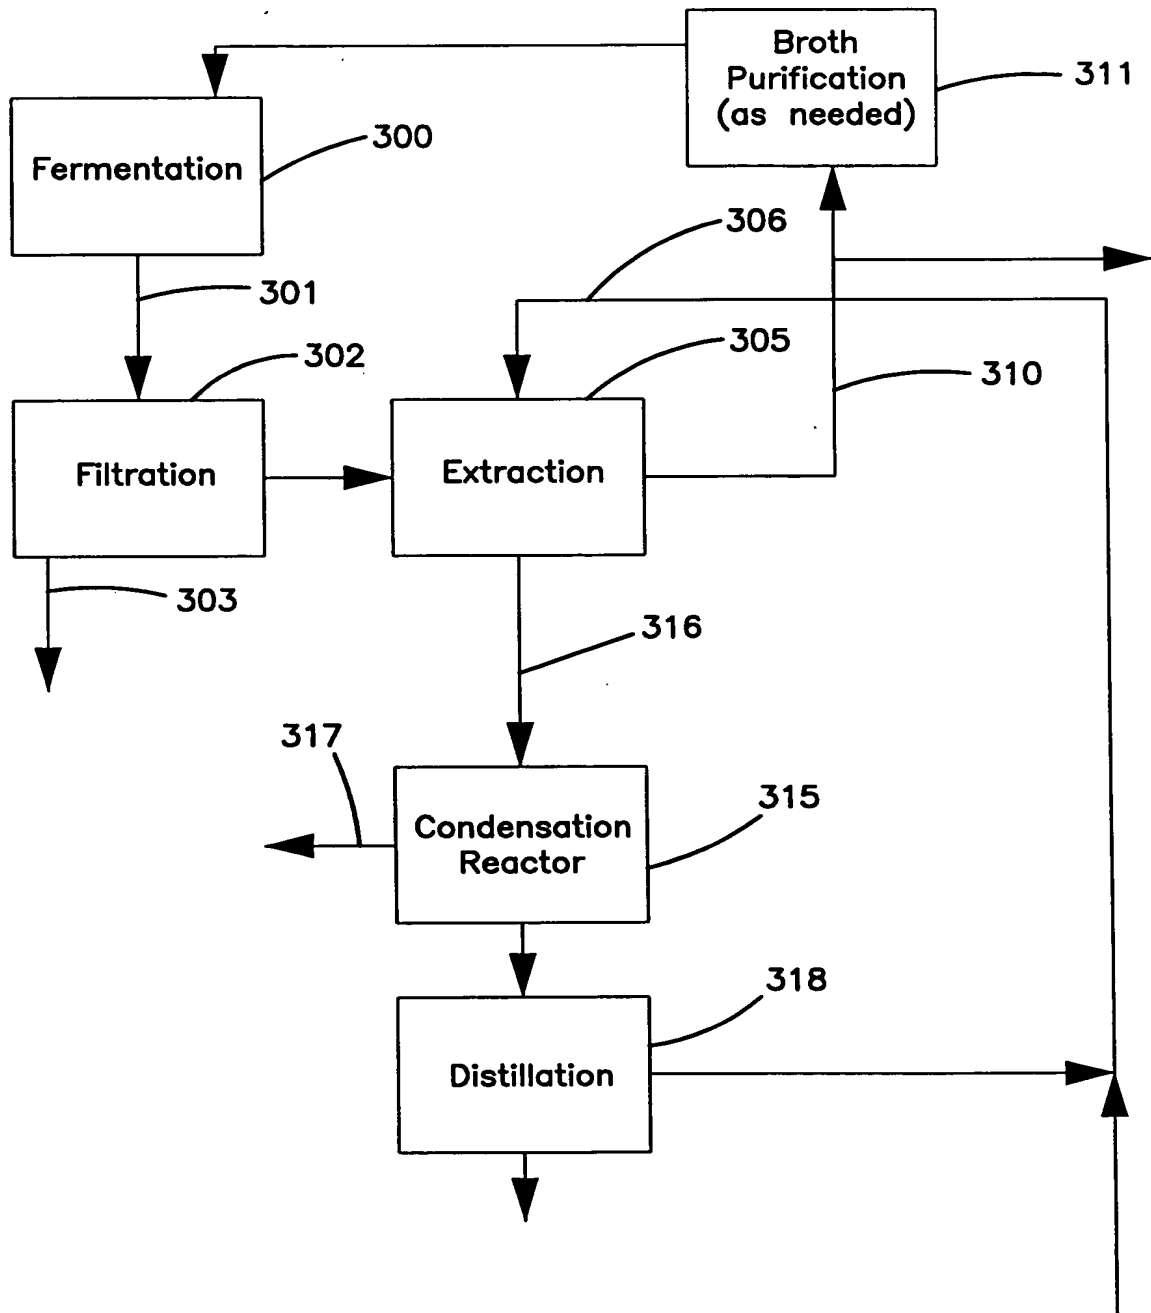 Broth
Purification
(as needed)
311
300
Fermentation
306
301
305
302
310
Filtration
Extraction
303
316
317
315
Condensation
Reactor
318
Distillation